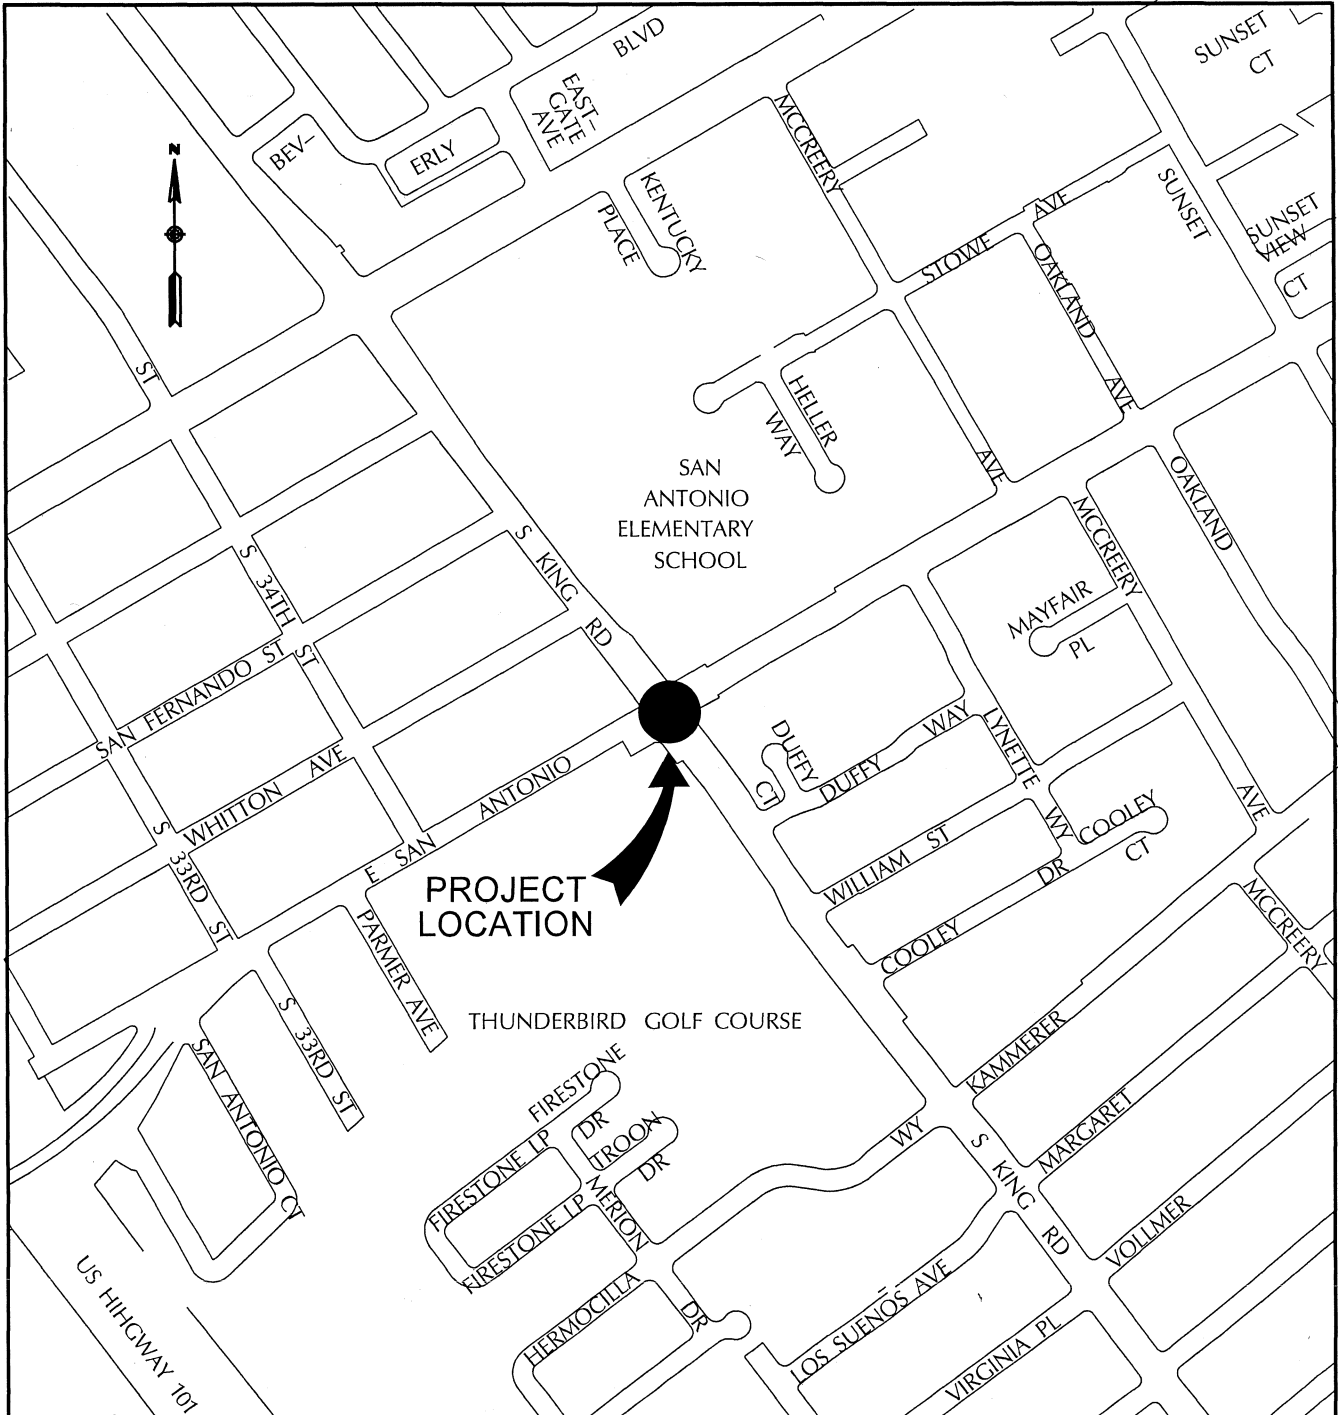 BLVD
SUNSET
CT
EAST-
GATE
AVE
BEV-
ERLY
N
MCCREERY
KENTUCKY
PLACE
SUNSET
SUNSET
VIEW
CT
STOWE AVE
OAKLAND AVE
ST
HELLER
WAY
AVE
SAN
ANTONIO
ELEMENTARY
SCHOOL
OAKLAND
MCCREERY
S KING RD
S 34TH ST
MAYFAIR
PL
SAN FERNANDO ST
WHITTON AVE
DUFFY
CT
DUFFY WAY
LYNETTE WY
E SAN ANTONIO
AVE
COOLEY
CT
WILLIAM ST
S 33RD ST
PROJECT
LOCATION
COOLEY DR
MCCREERY
PARMER AVE
THUNDERBIRD GOLF COURSE
S 33RD ST
SAN ANTONIO CT
KAMMERER
FIRESTONE
DR
TROON
DR
MARGARET
WY
S KING RD
FIRESTONE LP
MERION
FIRESTONE LP
VOLLMER
US HIHGWAY 101
HERMOCILLA
DR
LOS SUENOS AVE
VIRGINIA PL